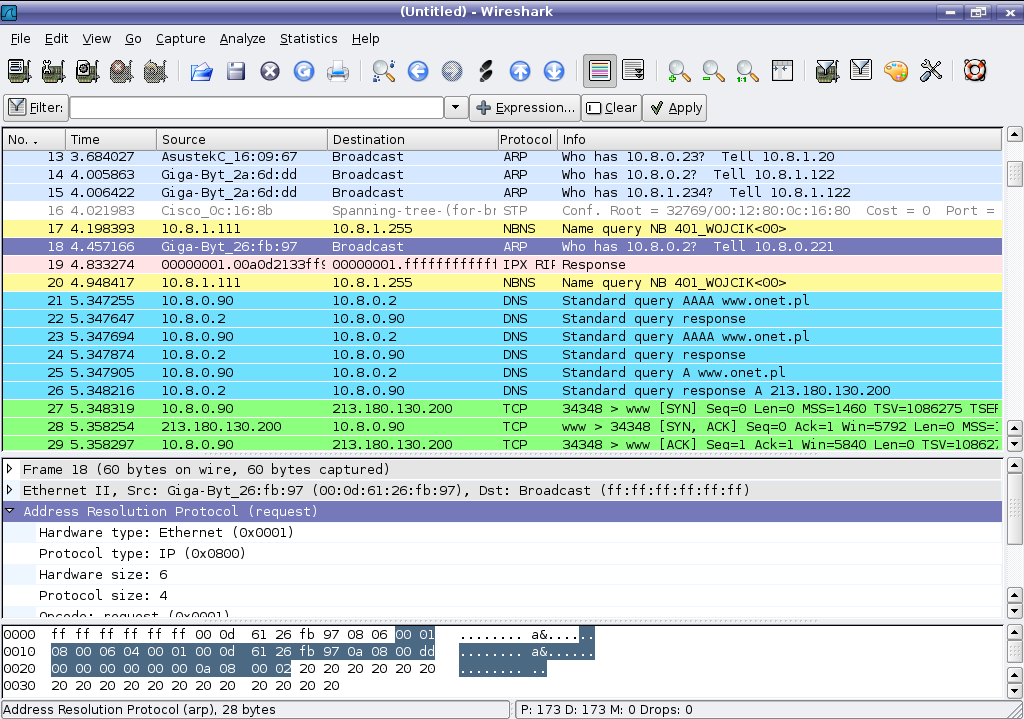 (Untitled) - Wireshark
File Edit View Go Capture Analyze Statistics Help
Filter: Expression... Clear Apply
No. . Time Source Destination Protocol Info
13 3.684027 AsustekC_16:09:67 Broadcast ARP Who has 10.8.0.23? Tell 10.8.1.20
14 4.005863 Giga-Byt_2a:6d:dd Broadcast ARP Who has 10.8.0.2? Tell 10.8.1.122
15 4.006422 Giga-Byt_2a:6d:dd Broadcast ARP Who has 10.8.1.234? Tell 10.8.1.122
16 4.021983 Cisco_0c:16:8b Spanning-tree-(for-br STP Conf. Root = 32769/00:12:80:0c:16:80 Cost = 0 Port =
17 4.198393 10.8.1.111 10.8.1.255 NBNS Name query NB 401_WOJCIK<00>
18 4.457166 Giga-Byt_26:fb:97 Broadcast ARP Who has 10.8.0.2? Tell 10.8.0.221
19 4.833274 00000001.00a0d2133ff9 00000001.ffffffffffff IPX RIP Response
20 4.948417 10.8.1.111 10.8.1.255 NBNS Name query NB 401_WOJCIK<00>
21 5.347255 10.8.0.90 10.8.0.2 DNS Standard query AAAA www.onet.pl
22 5.347647 10.8.0.2 10.8.0.90 DNS Standard query response
23 5.347694 10.8.0.90 10.8.0.2 DNS Standard query AAAA www.onet.pl
24 5.347874 10.8.0.2 10.8.0.90 DNS Standard query response
25 5.347905 10.8.0.90 10.8.0.2 DNS Standard query A www.onet.pl
26 5.348216 10.8.0.2 10.8.0.90 DNS Standard query response A 213.180.130.200
27 5.348319 10.8.0.90 213.180.130.200 TCP 34348 > www [SYN] Seq=0 Len=0 MSS=1460 TSV=1086275 TSER
28 5.358254 213.180.130.200 10.8.0.90 TCP www > 34348 [SYN, ACK] Seq=0 Ack=1 Win=5792 Len=0 MSS=
29 5.358297 10.8.0.90 213.180.130.200 TCP 34348 > www [ACK] Seq=1 Ack=1 Win=5840 Len=0 TSV=10862
Frame 18 (60 bytes on wire, 60 bytes captured)
Ethernet II, Src: Giga-Byt_26:fb:97 (00:0d:61:26:fb:97), Dst: Broadcast (ff:ff:ff:ff:ff:ff)
Address Resolution Protocol (request)
Hardware type: Ethernet (0x0001)
Protocol type: IP (0x0800)
Hardware size: 6
Protocol size: 4
Opcode: request (0x0001)
0000 ff ff ff ff ff ff 00 0d 61 26 fb 97 08 06 00 01 ........ a&......
0010 08 00 06 04 00 01 00 0d 61 26 fb 97 0a 08 00 dd ........ a&......
0020 00 00 00 00 00 00 0a 08 00 02 20 20 20 20 20 20 ........ ..
0030 20 20 20 20 20 20 20 20 20 20 20 20
Address Resolution Protocol (arp), 28 bytes P: 173 D: 173 M: 0 Drops: 0